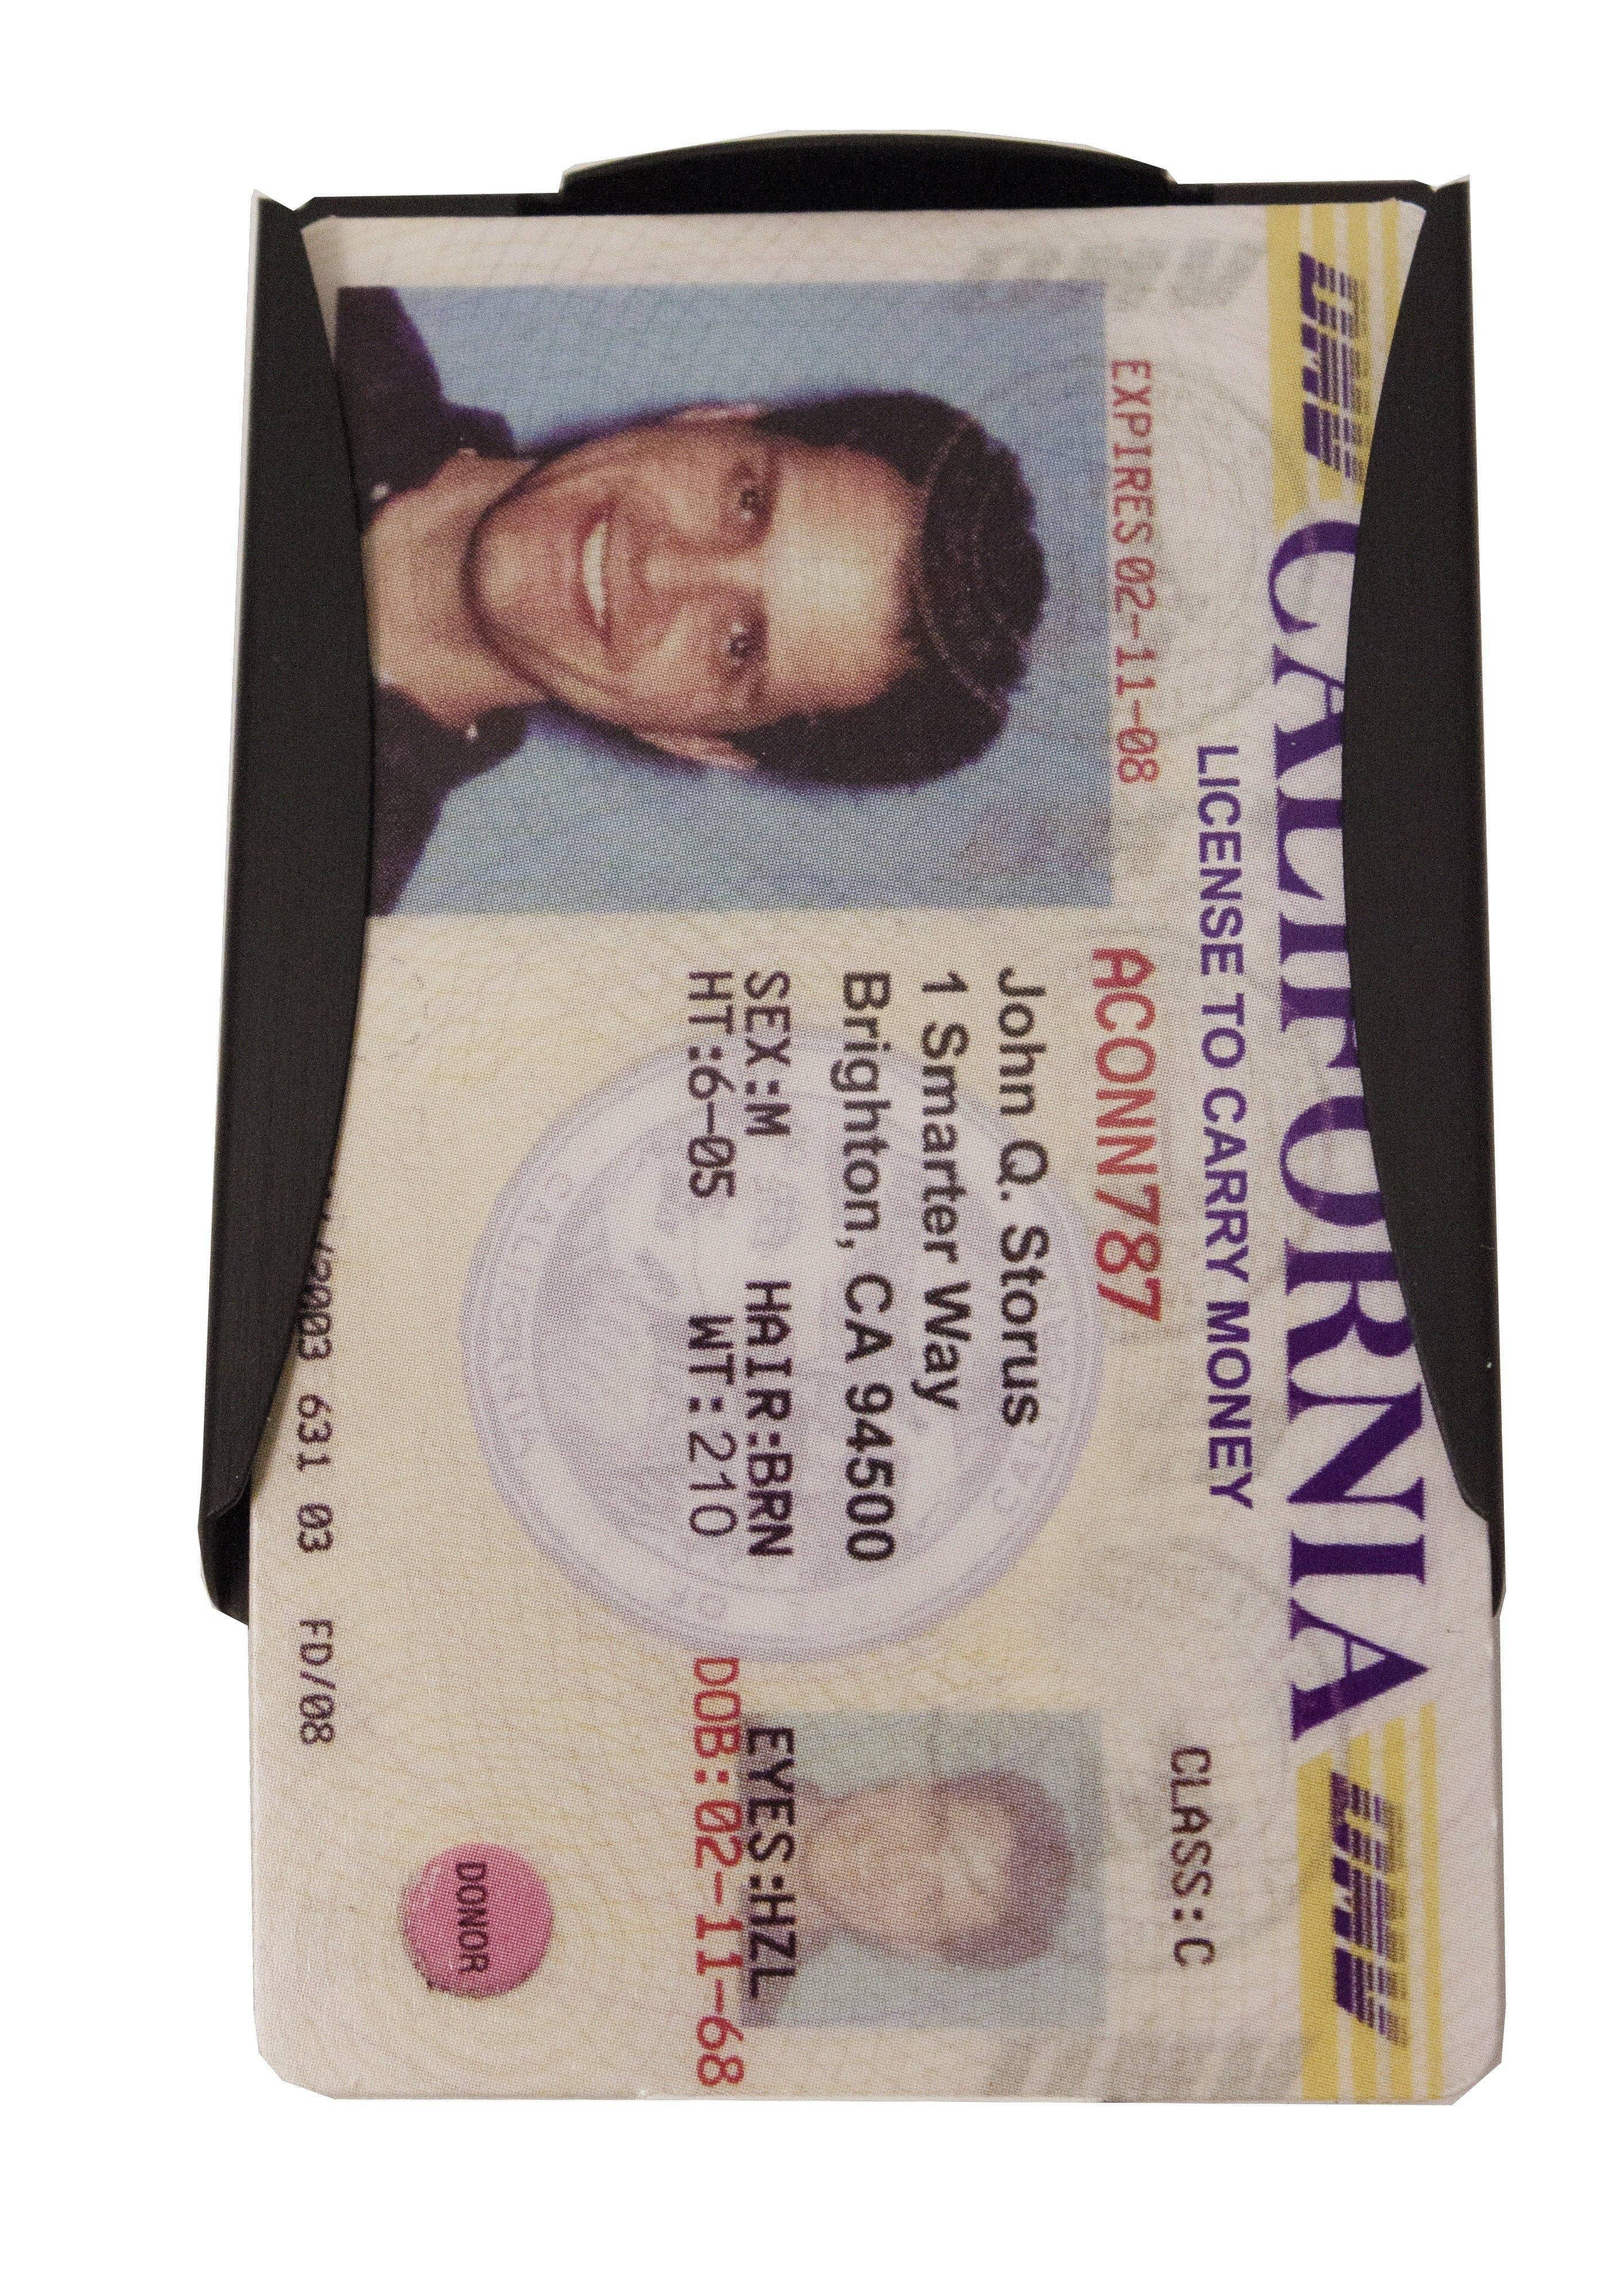 CALIFORNIA
LICENSE TO CARRY MONEY
CLASS:C
EXPIRES 02-11-08
ACONN787
John Q. Storus
1 Smarter Way
Brighton, CA 94500
SEX:M HAIR:BRN EYES:HZL
HT:6-05 WT:210 DOB:02-11-68
DONOR
631 03 FD/08